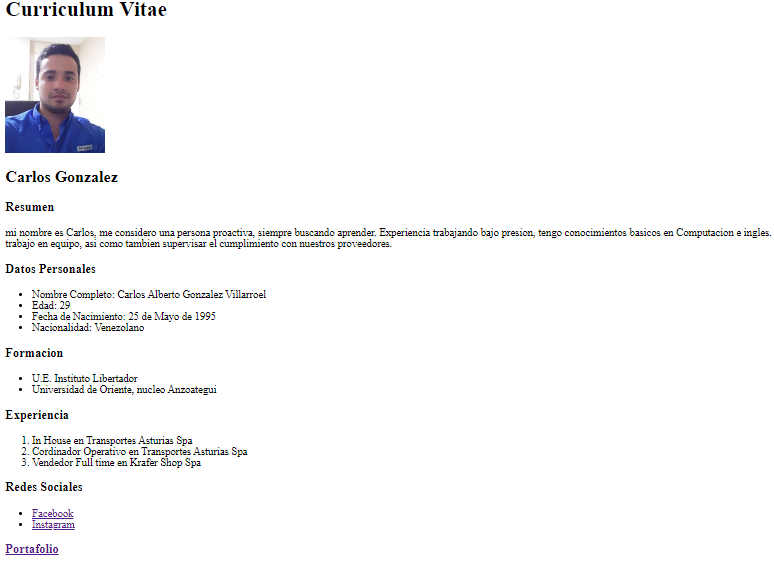 Curriculum Vitae
Carlos Gonzalez
Resumen
mi nombre es Carlos, me considero una persona proactiva, siempre buscando aprender. Experiencia trabajando bajo presion, tengo conocimientos basicos en Computacion e ingles.
trabajo en equipo, asi como tambien supervisar el cumplimiento con nuestros proveedores.
Datos Personales
Nombre Completo: Carlos Alberto Gonzalez Villarroel
Edad: 29
Fecha de Nacimiento: 25 de Mayo de 1995
Nacionalidad: Venezolano
Formacion
U.E. Instituto Libertador
Universidad de Oriente, nucleo Anzoategui
Experiencia
1. In House en Transportes Asturias Spa
2. Cordinador Operativo en Transportes Asturias Spa
3. Vendedor Full time en Krafer Shop Spa
Redes Sociales
Facebook
Instagram
Portafolio